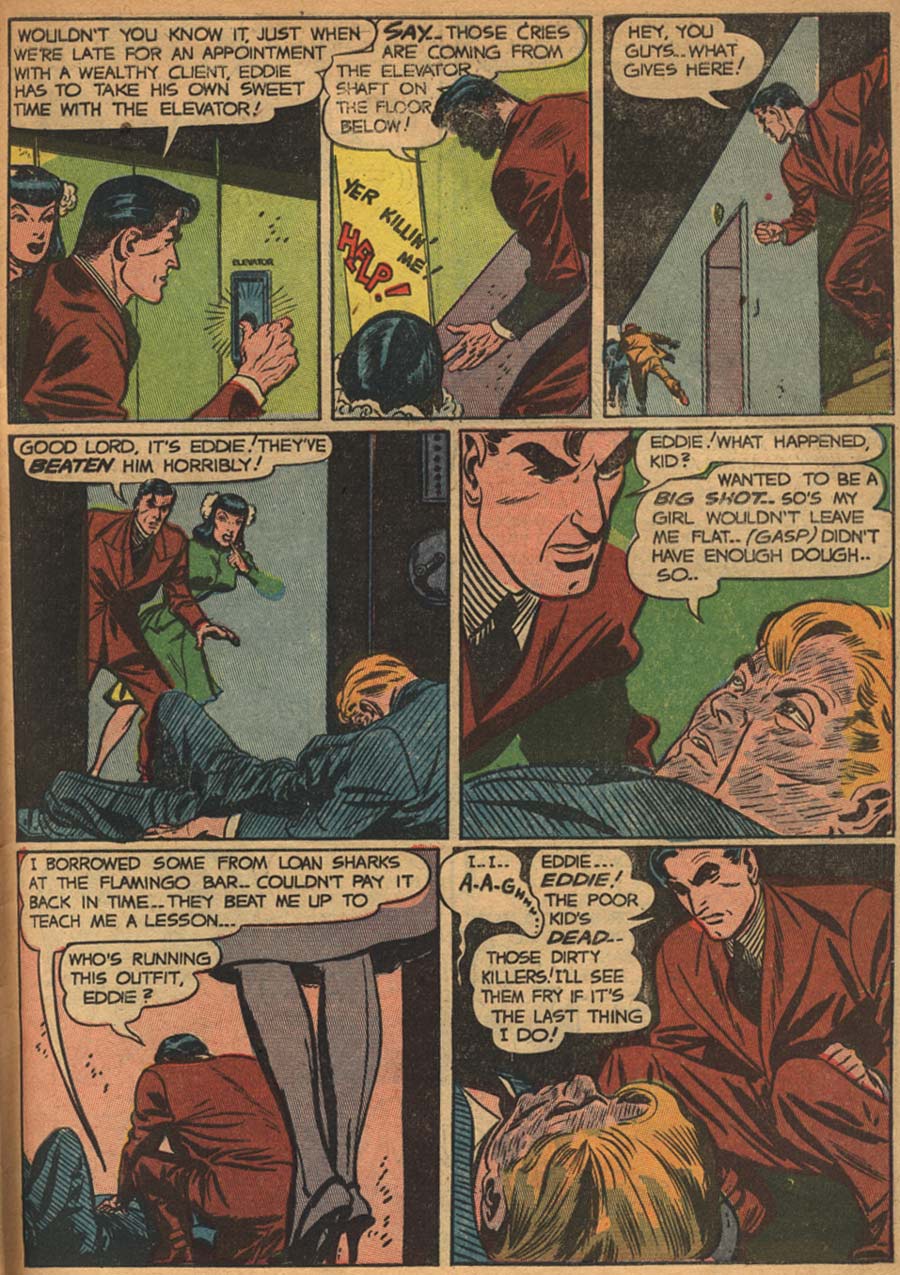 WOULDN'T YOU KNOW IT, JUST WHEN
WE'RE LATE FOR AN APPOINTMENT
WITH A WEALTHY CLIENT, EDDIE
HAS TO TAKE HIS OWN SWEET
TIME WITH THE ELEVATOR!
ELEVATOR
SAY.. THOSE CRIES
ARE COMING FROM
THE ELEVATOR
SHAFT ON
THE FLOOR
BELOW!
YER KILLIN' ME
HELP!
HEY, YOU
GUYS.. WHAT
GIVES HERE!
GOOD LORD, IT'S EDDIE! THEY'VE
BEATEN HIM HORRIBLY!
EDDIE! WHAT HAPPENED,
KID?
WANTED TO BE A
BIG SHOT.. SO'S MY
GIRL WOULDN'T LEAVE
ME FLAT.. (GASP) DIDN'T
HAVE ENOUGH DOUGH..
SO..
I BORROWED SOME FROM LOAN SHARKS
AT THE FLAMINGO BAR.. COULDN'T PAY IT
BACK IN TIME... THEY BEAT ME UP TO
TEACH ME A LESSON...
WHO'S RUNNING
THIS OUTFIT,
EDDIE?
I..I..
A-A-GHHH..
EDDIE...
EDDIE!
THE POOR
KID'S
DEAD..
THOSE DIRTY
KILLERS! I'LL SEE
THEM FRY IF IT'S
THE LAST THING
I DO!